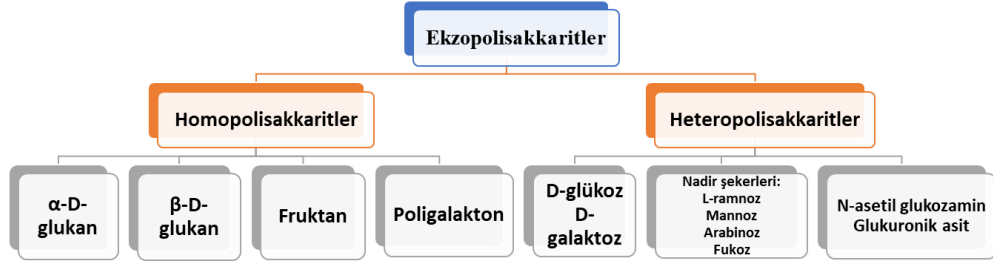 Ekzopolisakkaritler
Homopolisakkaritler
Heteropolisakkaritler
α-D-
glukan
β-D-
glukan
Fruktan
Poligalakton
D-glükoz
D-
galaktoz
Nadir şekerleri:
L-ramnoz
Mannoz
Arabinoz
Fukoz
N-asetil glukozamin
Glukuronik asit